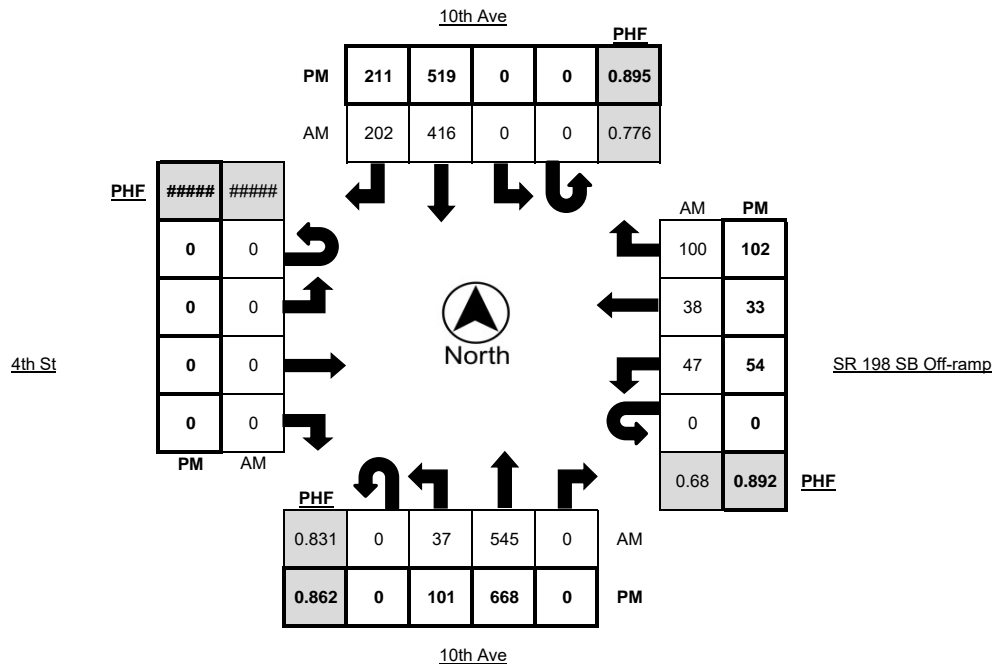 10th Ave
PHF
PM 211 519 0 0 0.895
AM 202 416 0 0 0.776
PHF ##### #####
0 0
0 0
0 0
0 0
PM AM
4th St
North
AM PM
100 102
38 33
47 54
0 0
0.68 0.892 PHF
SR 198 SB Off-ramp
PHF
0.831 0 37 545 0 AM
0.862 0 101 668 0 PM
10th Ave